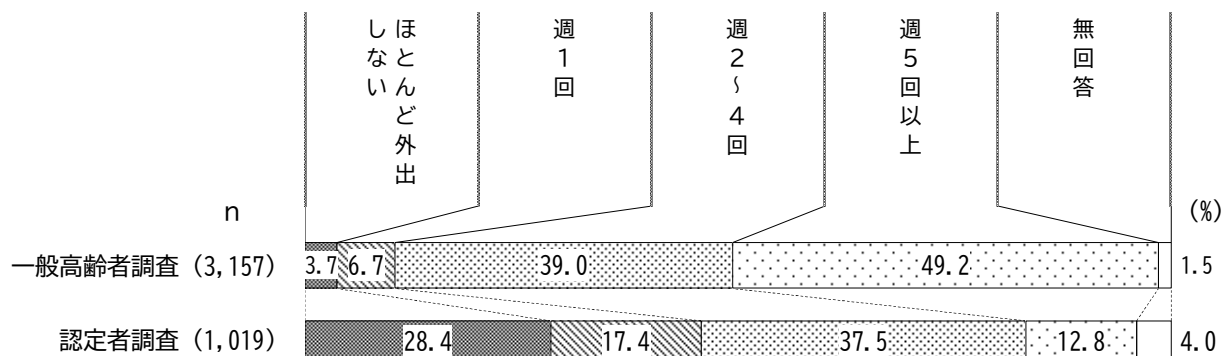 ほとんど外出
しない
週１回
週２～４回
週５回以上
無回答
n
(%)
一般高齢者調査 (3,157)
3.7
6.7
39.0
49.2
1.5
認定者調査 (1,019)
28.4
17.4
37.5
12.8
4.0